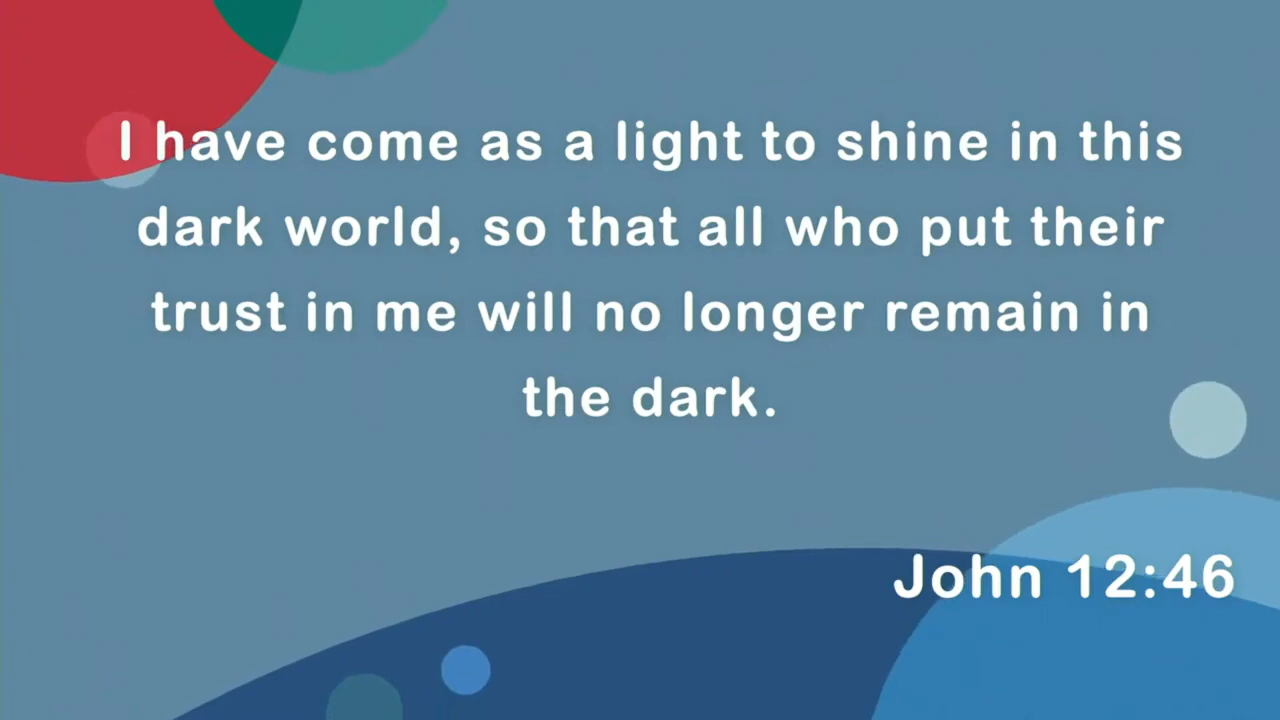 I have come as a light to shine in this
dark world, so that all who put their
trust in me will no longer remain in
the dark.
John 12:46